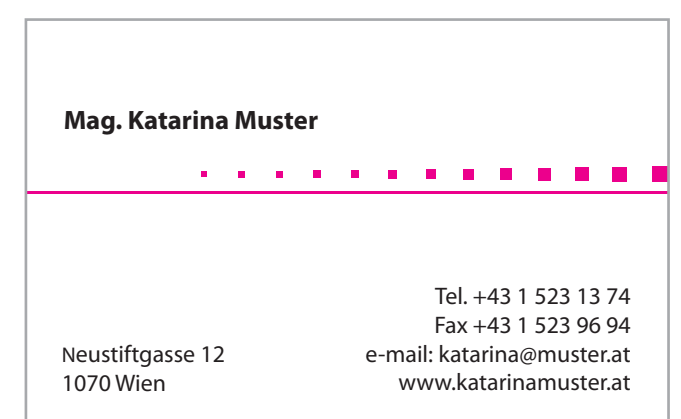 Mag. Katarina Muster
Tel. +43 1 523 13 74
Fax +43 1 523 96 94
Neustiftgasse 12
e-mail: katarina@muster.at
1070 Wien
www.katarinamuster.at